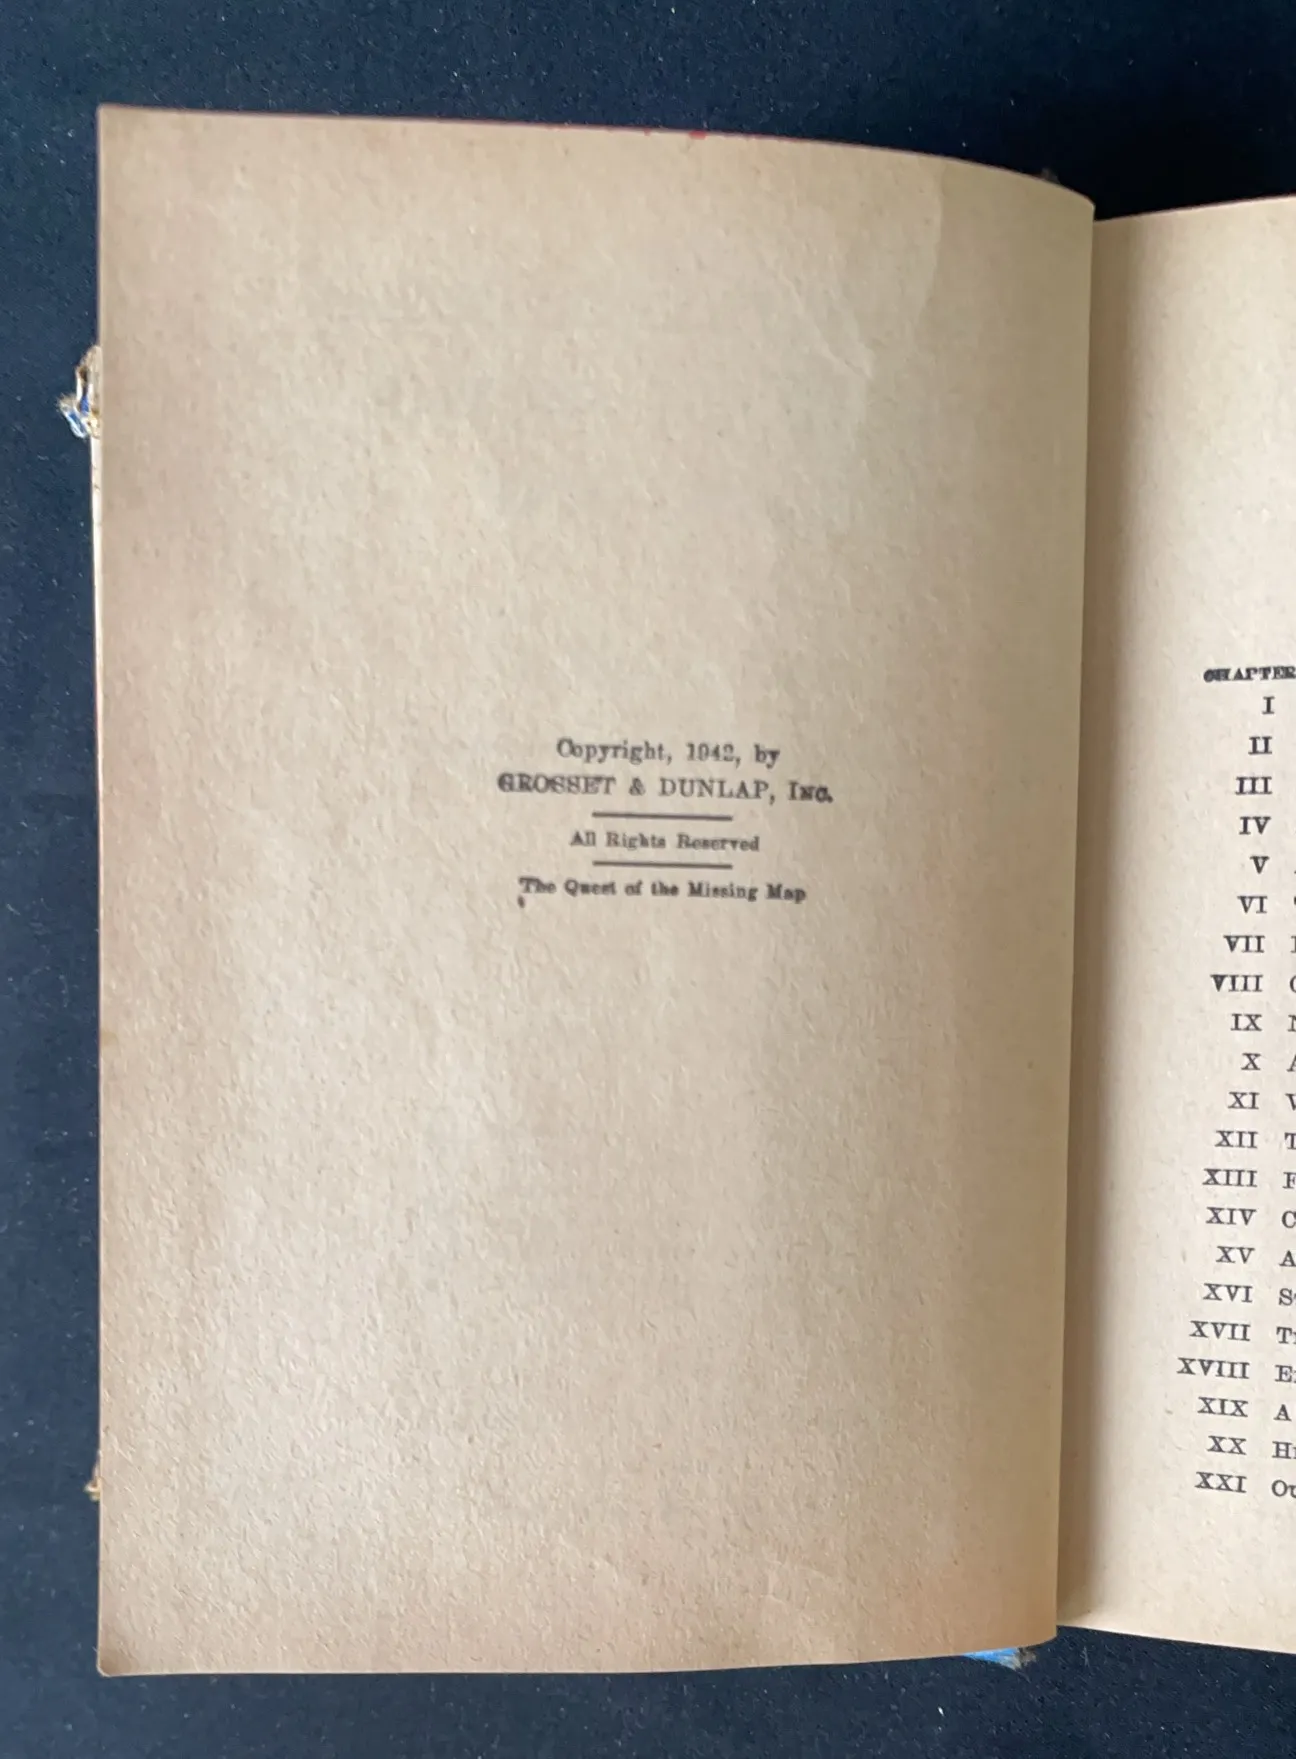 Copyright, 1942, by
GROSSET & DUNLAP, INC.
All Rights Reserved
The Quest of the Missing Map
CHAPTER
I
II
III
IV
V
VI
VII
VIII
IX
X
XI
XII
XIII
XIV
XV
XVI
XVII
XVIII
XIX A
XX
XXI